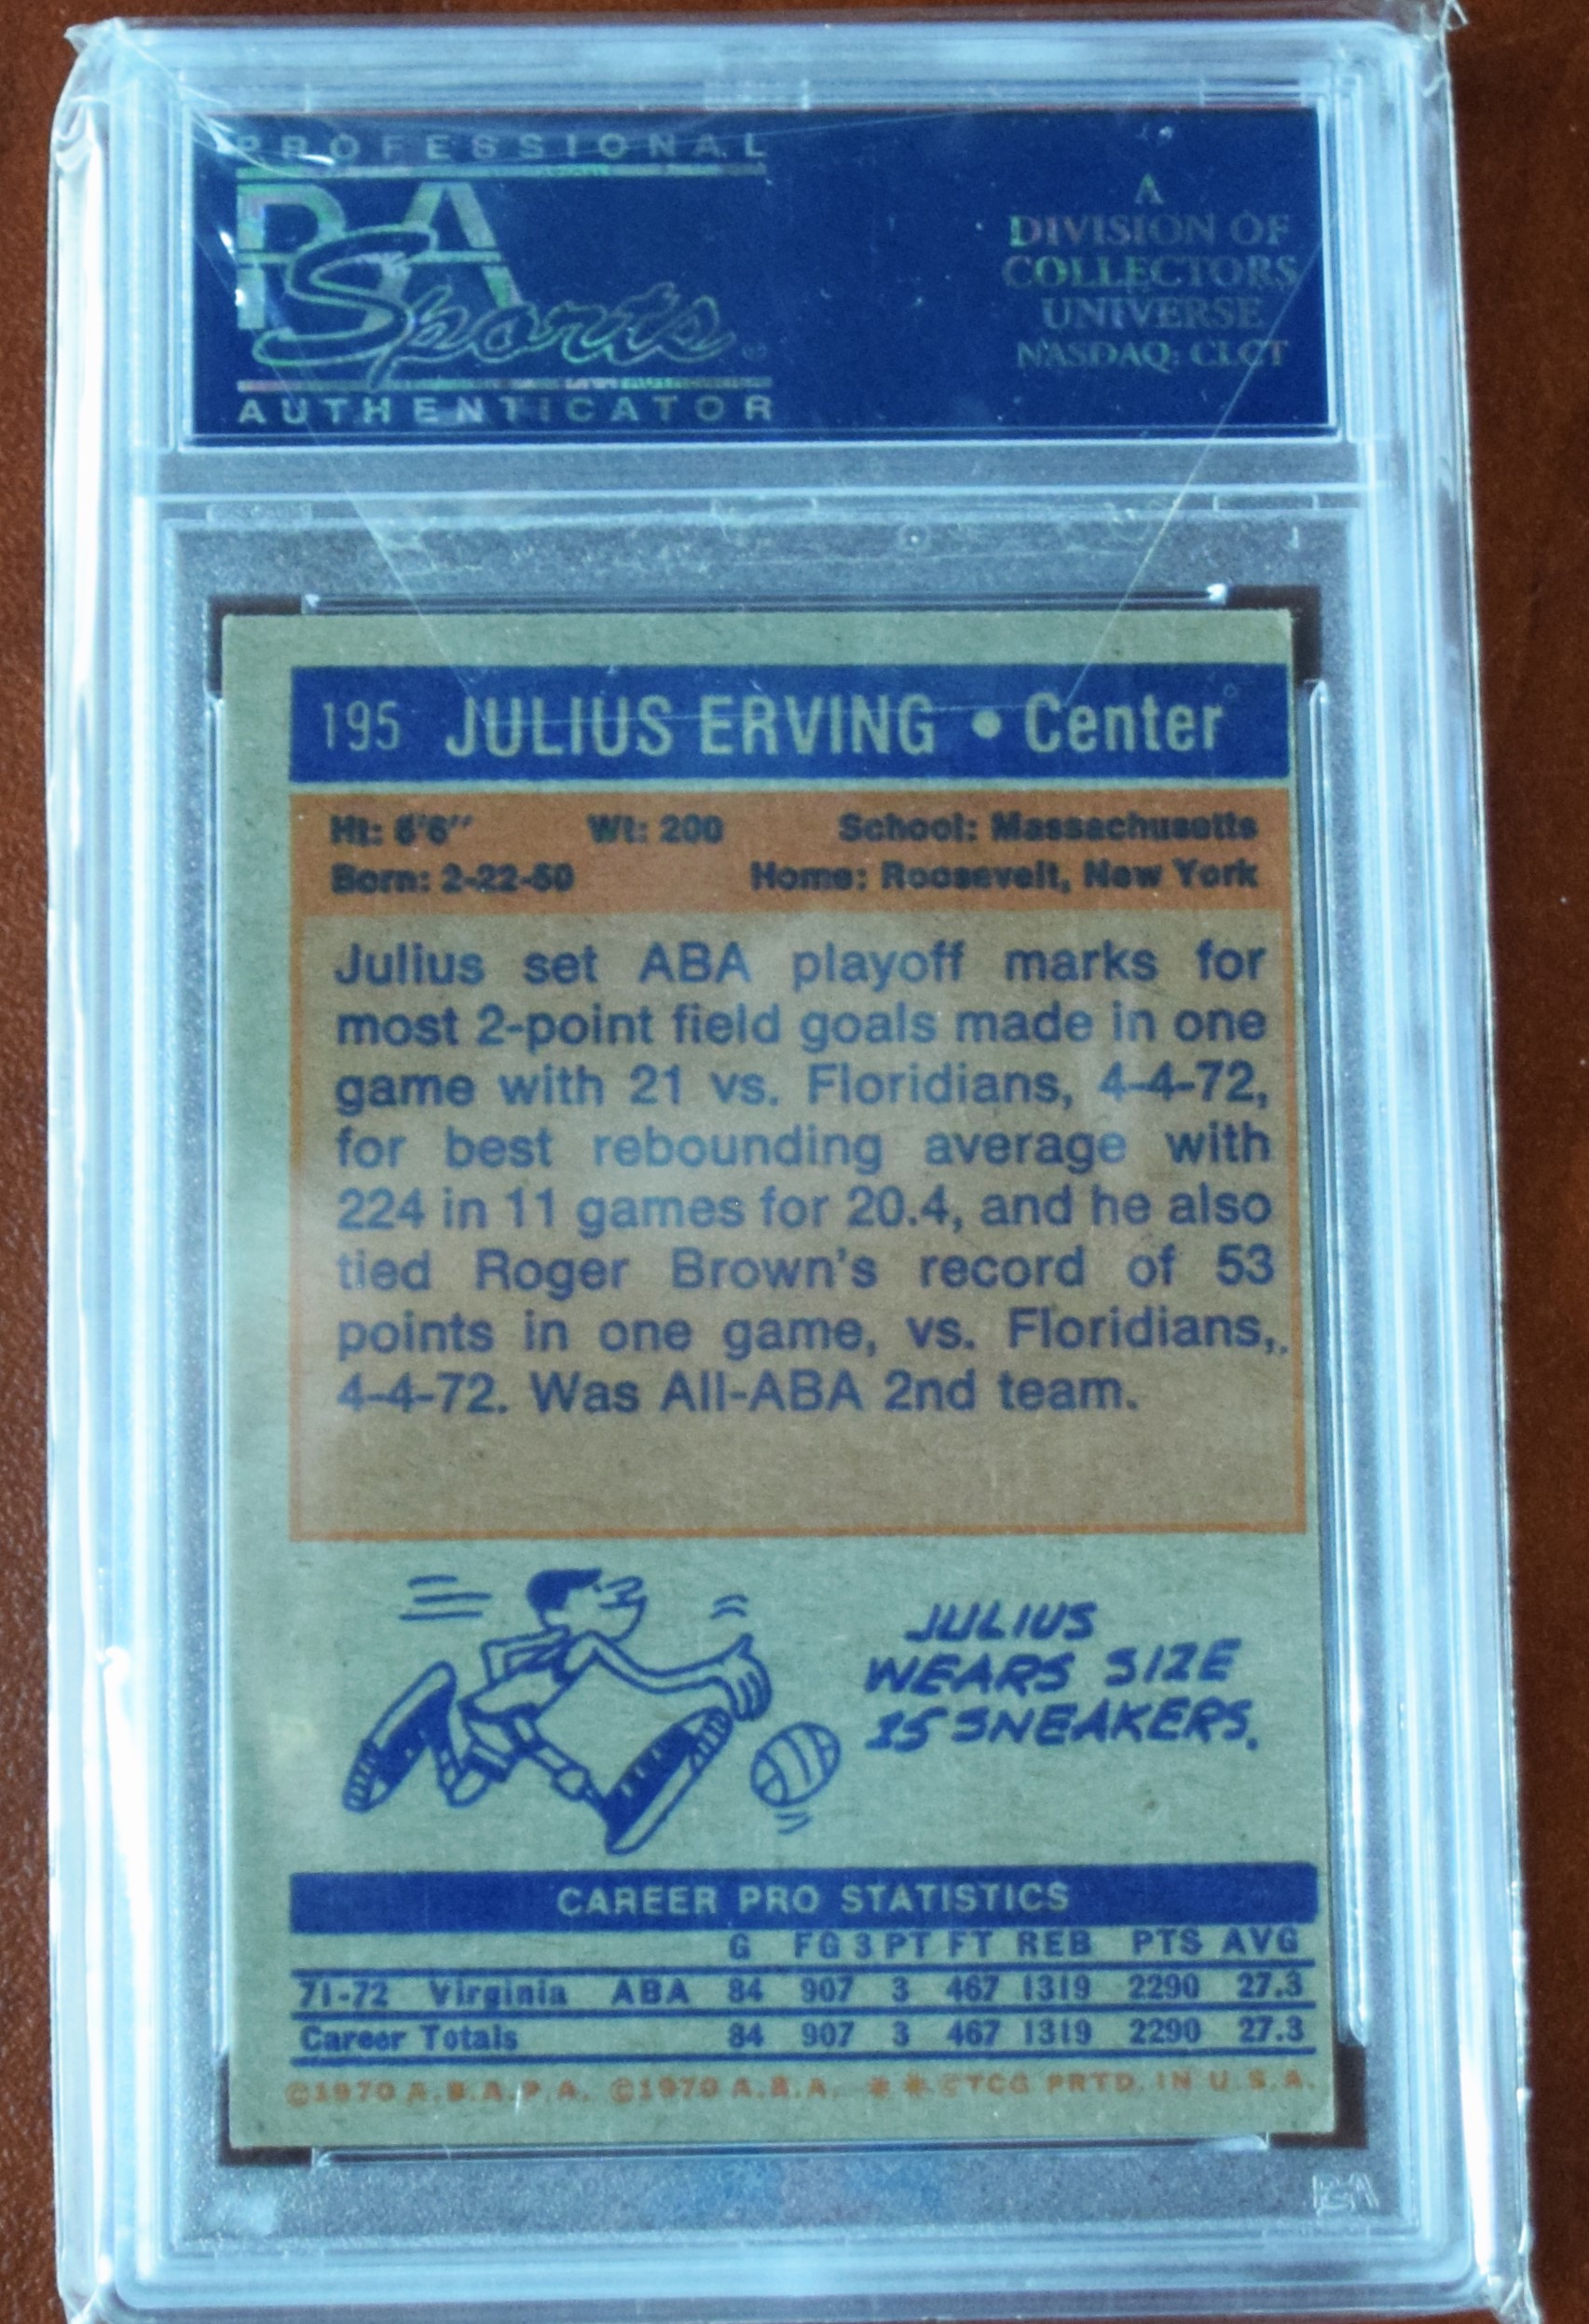 PROFESSIONAL
PSA
Sports
AUTHENTICATOR
A
DIVISION OF
COLLECTORS
UNIVERSE
NASDAQ: CLCT
195 JULIUS ERVING • Center
Ht: 6'6" Wt: 200 School: Massachusetts
Born: 2-22-50 Home: Roosevelt, New York
Julius set ABA playoff marks for
most 2-point field goals made in one
game with 21 vs. Floridians, 4-4-72,
for best rebounding average with
224 in 11 games for 20.4, and he also
tied Roger Brown's record of 53
points in one game, vs. Floridians,.
4-4-72. Was All-ABA 2nd team.
JULIUS
WEARS SIZE
15 SNEAKERS.
CAREER PRO STATISTICS
G FG 3 PT FT REB PTS AVG
71-72 Virginia ABA 84 907 3 467 1319 2290 27.3
Career Totals 84 907 3 467 1319 2290 27.3
©1970 A.B.A.P.A. ©1970 A.B.A. ** ©TCG PRTD. IN U.S.A.
PSA